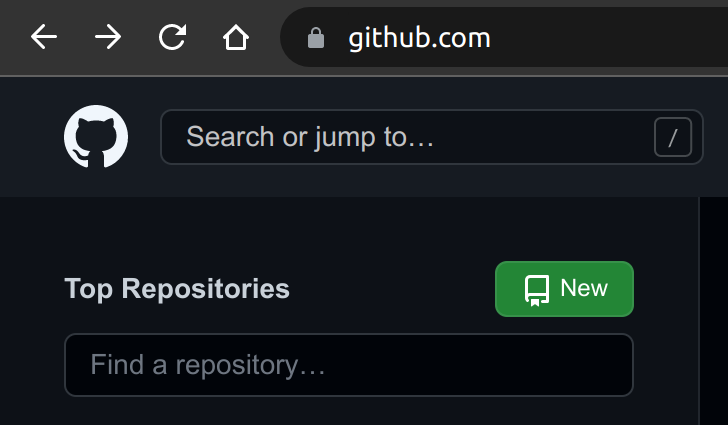 github.com
Search or jump to…
/
Top Repositories
New
Find a repository…